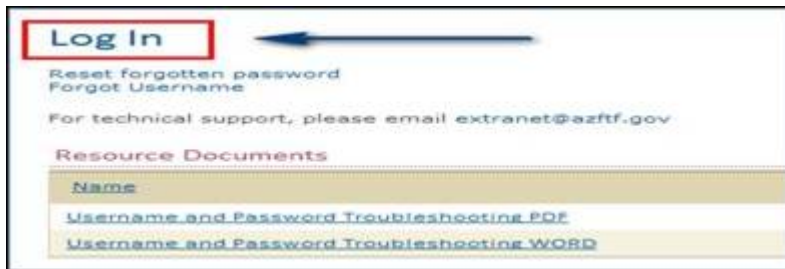 Log In
Reset forgotten password
Forgot Username
For technical support, please email extranet@azftf.gov
Resource Documents
Name
Username and Password Troubleshooting PDF
Username and Password Troubleshooting WORD